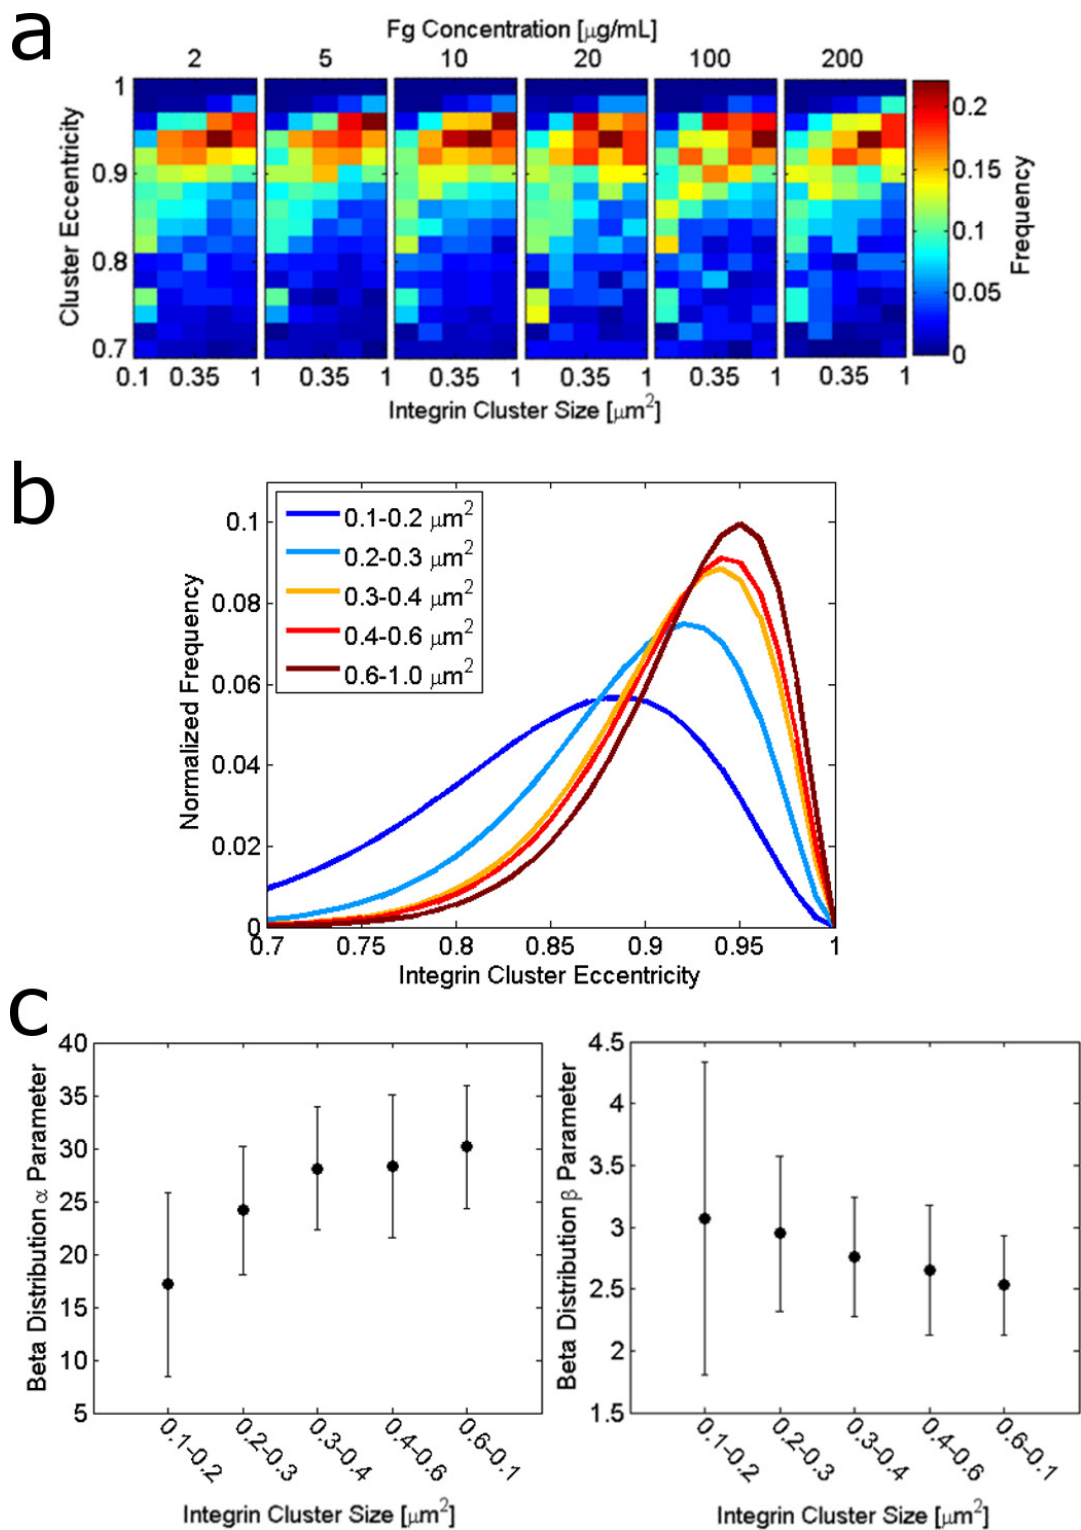 a
Fg Concentration [μg/mL]
2 5 10 20 100 200
Cluster Eccentricity
1
0.9
0.8
0.7
0.1 0.35 1 0.35 1 0.35 1 0.35 1 0.35 1 0.35 1
Integrin Cluster Size [μm²]
0.2
0.15
0.1
0.05
0
Frequency
b
Normalized Frequency
0.1
0.08
0.06
0.04
0.02
0
0.1-0.2 μm²
0.2-0.3 μm²
0.3-0.4 μm²
0.4-0.6 μm²
0.6-1.0 μm²
0.7 0.75 0.8 0.85 0.9 0.95 1
Integrin Cluster Eccentricity
c
Beta Distribution α Parameter
40
35
30
25
20
15
10
5
0.1-0.2 0.2-0.3 0.3-0.4 0.4-0.6 0.6-0.1
Integrin Cluster Size [μm²]
Beta Distribution β Parameter
4.5
4
3.5
3
2.5
2
1.5
0.1-0.2 0.2-0.3 0.3-0.4 0.4-0.6 0.6-0.1
Integrin Cluster Size [μm²]